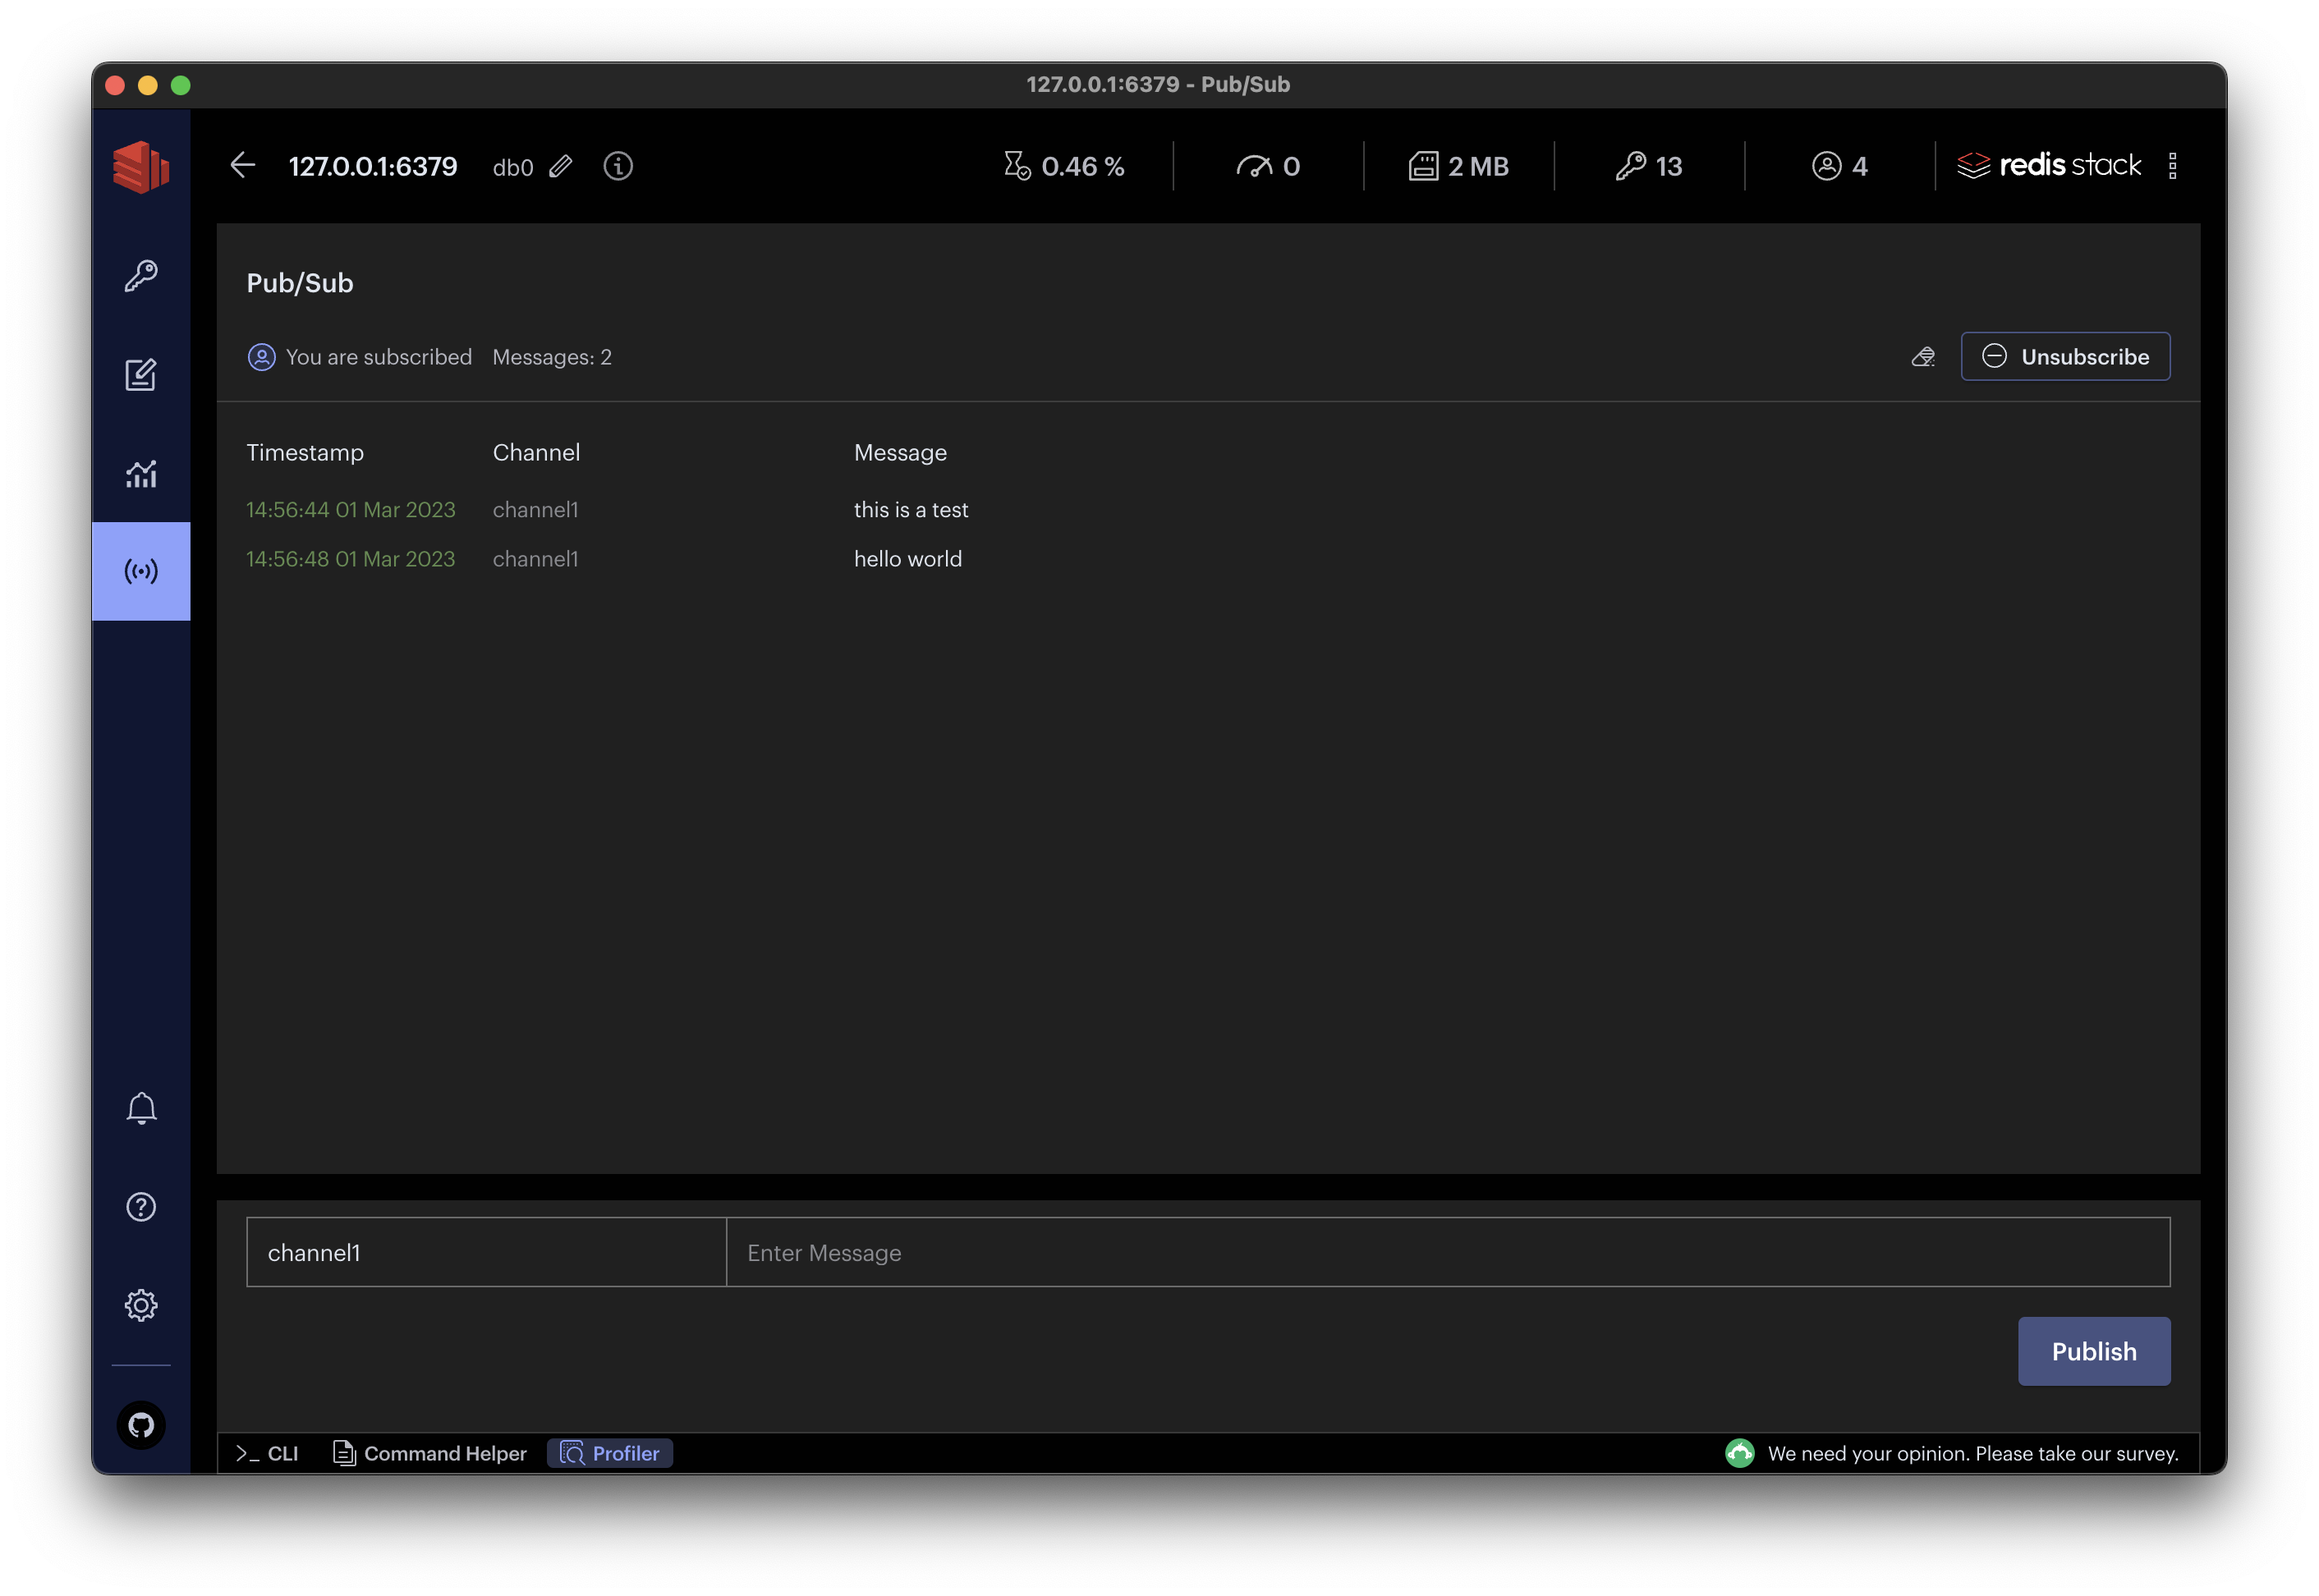 127.0.0.1:6379 - Pub/Sub
127.0.0.1:6379 db0 0.46 % 0 2 MB 13 4 redis stack
Pub/Sub
You are subscribed Messages: 2 Unsubscribe
Timestamp Channel Message
14:56:44 01 Mar 2023 channel1 this is a test
14:56:48 01 Mar 2023 channel1 hello world
channel1 Enter Message
Publish
>_ CLI Command Helper Profiler We need your opinion. Please take our survey.